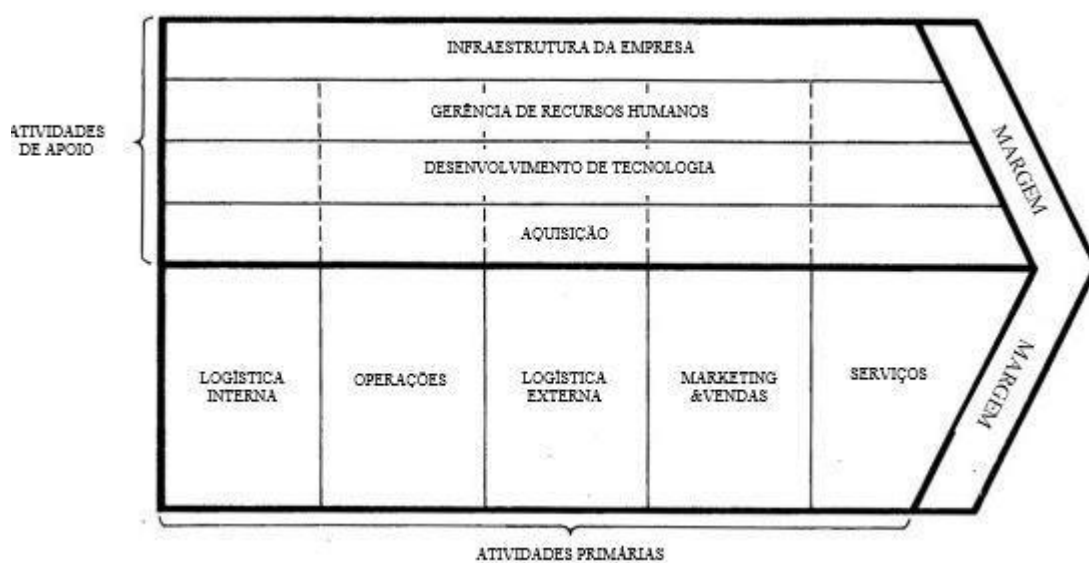 INFRAESTRUTURA DA EMPRESA
GERÊNCIA DE RECURSOS HUMANOS
ATIVIDADES
DE APOIO
DESENVOLVIMENTO DE TECNOLOGIA
AQUISIÇÃO
MARGEM
LOGÍSTICA
INTERNA
OPERAÇÕES
LOGÍSTICA
EXTERNA
MARKETING
&VENDAS
SERVIÇOS
MARGEM
ATIVIDADES PRIMÁRIAS